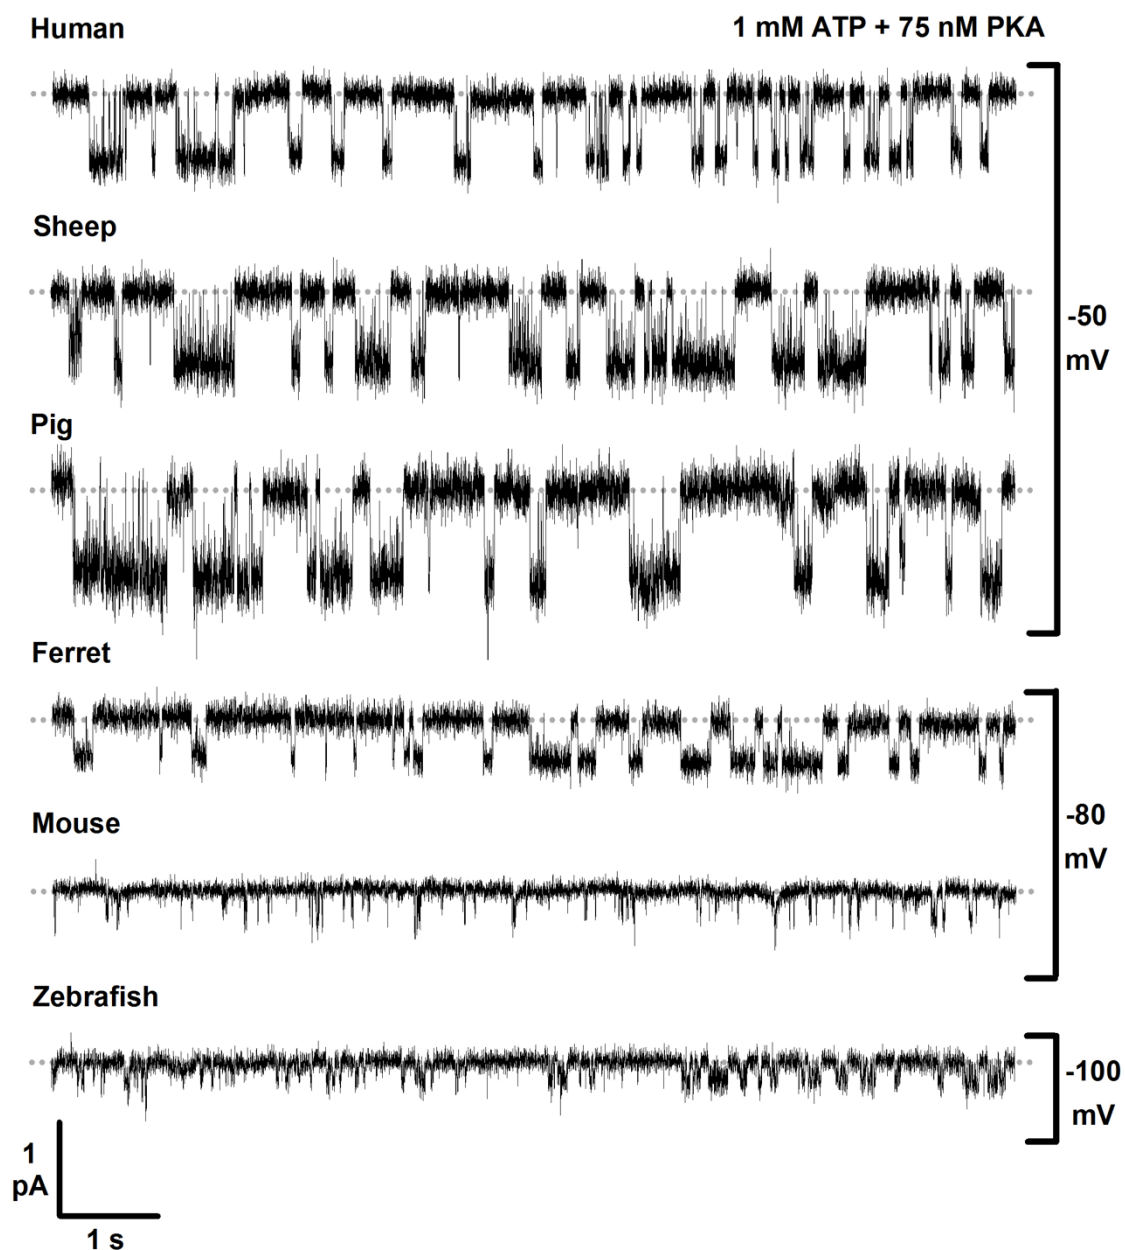 Human
1 mM ATP + 75 nM PKA
Sheep
-50
mV
Pig
Ferret
Mouse
-80
mV
Zebrafish
-100
mV
1
pA
1 s